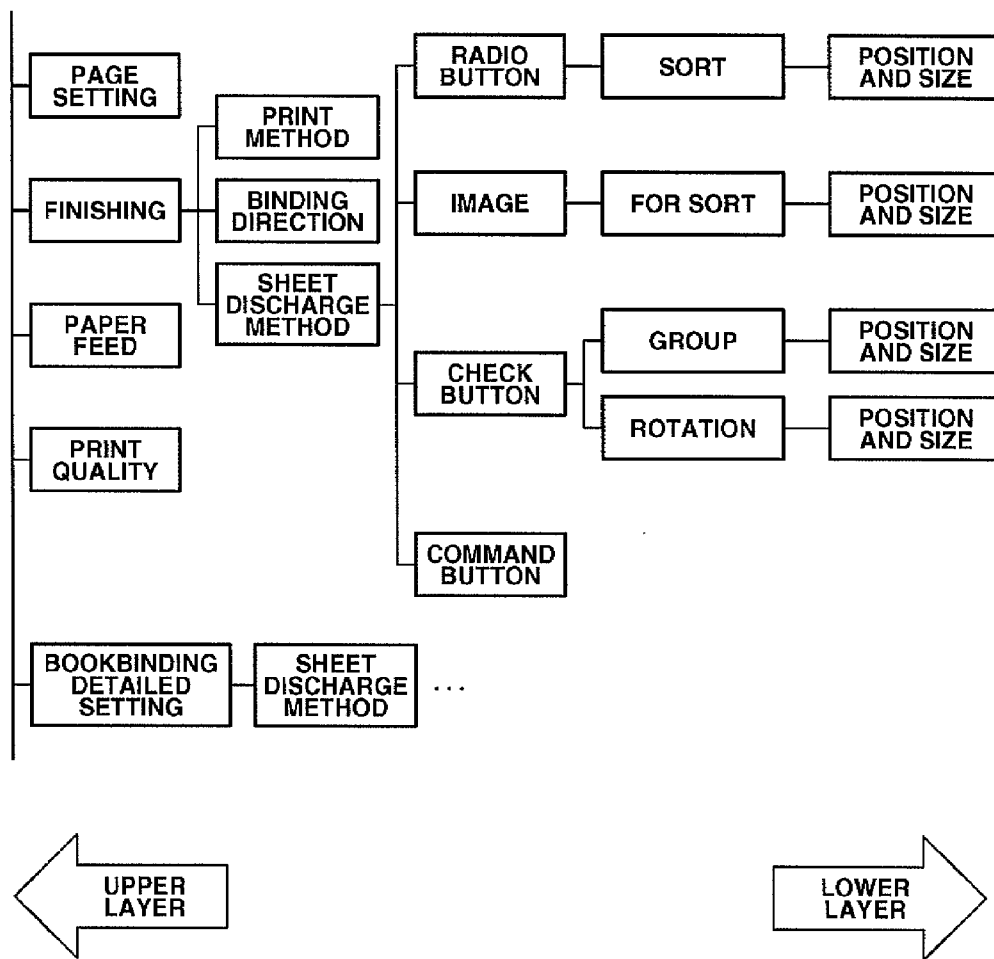 PAGE
SETTING
FINISHING
PAPER
FEED
PRINT
QUALITY
BOOKBINDING
DETAILED
SETTING
PRINT
METHOD
BINDING
DIRECTION
SHEET
DISCHARGE
METHOD
SHEET
DISCHARGE
METHOD
...
RADIO
BUTTON
IMAGE
CHECK
BUTTON
COMMAND
BUTTON
SORT
FOR SORT
GROUP
ROTATION
POSITION
AND SIZE
POSITION
AND SIZE
POSITION
AND SIZE
POSITION
AND SIZE
UPPER
LAYER
LOWER
LAYER